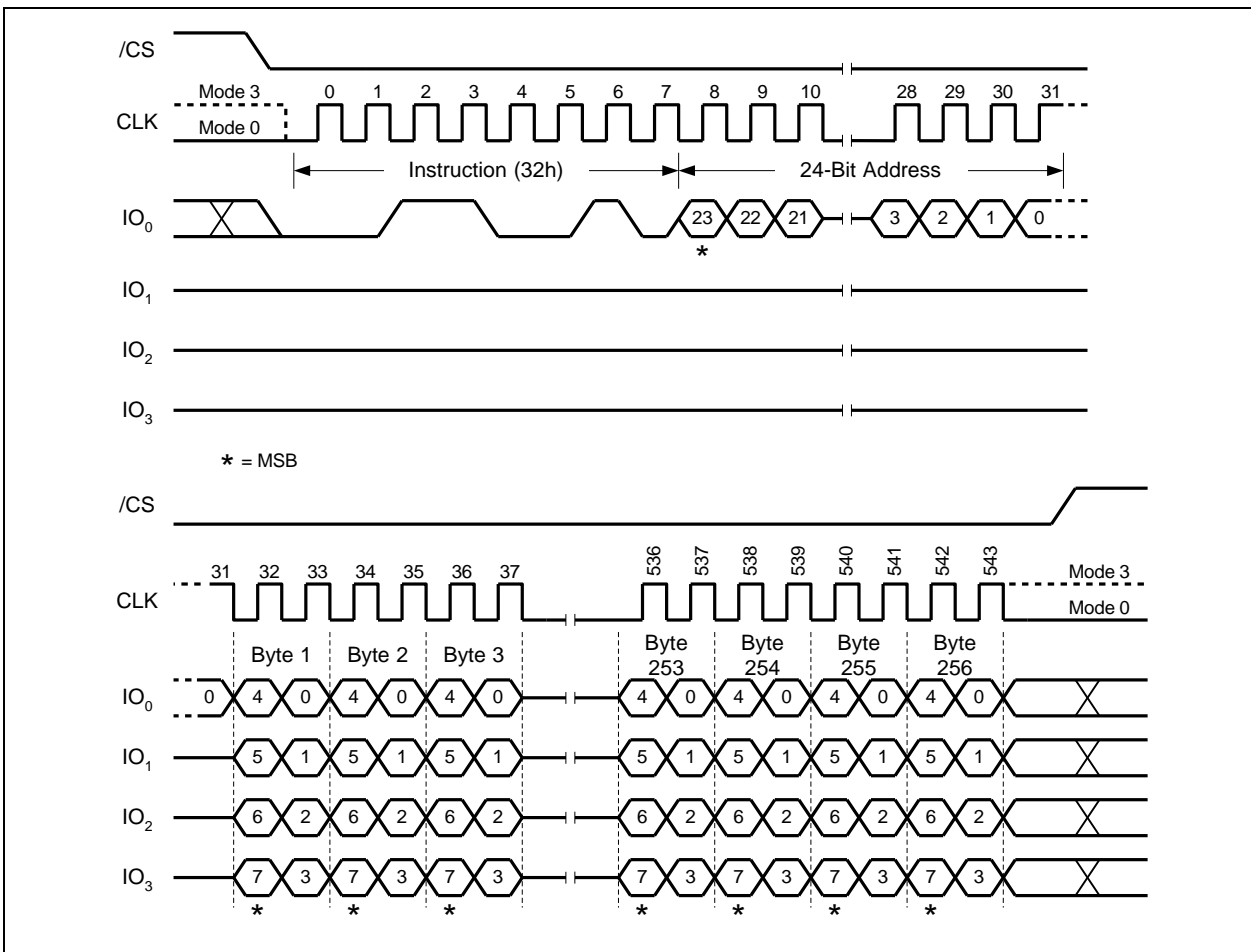 /CS
Mode 3 0 1 2 3 4 5 6 7 8 9 10 28 29 30 31
CLK
Mode 0
Instruction (32h) 24-Bit Address
IO0 23 22 21 3 2 1 0
*
IO1
IO2
IO3
* = MSB
/CS
31 32 33 34 35 36 37 536 537 538 539 540 541 542 543
CLK Mode 3
Mode 0
Byte 1 Byte 2 Byte 3 Byte 253 Byte 254 Byte 255 Byte 256
IO0 0 4 0 4 0 4 0 4 0 4 0 4 0 4 0
IO1 5 1 5 1 5 1 5 1 5 1 5 1 5 1
IO2 6 2 6 2 6 2 6 2 6 2 6 2 6 2
IO3 7 3 7 3 7 3 7 3 7 3 7 3 7 3
* * * * * * *